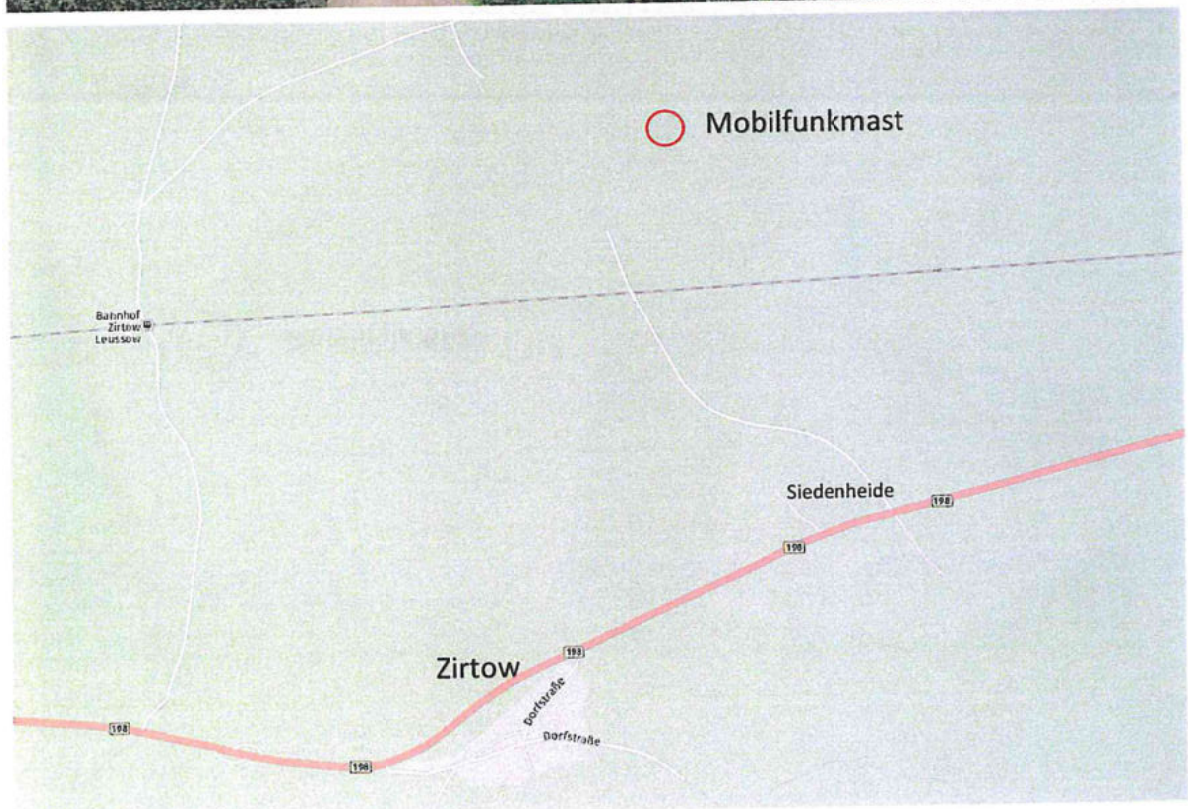 Mobilfunkmast
Bahnhof
Zirtow
Leussow
Siedenheide
198
198
Zirtow
198
Dorfstraße
Dorfstraße
198
198